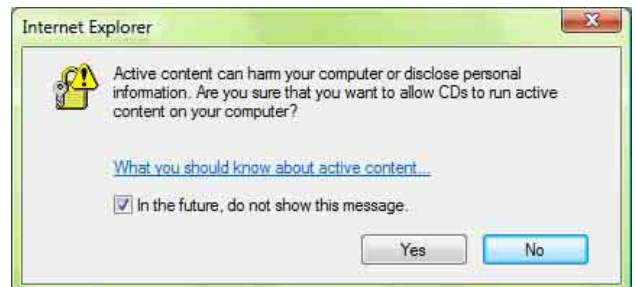 Internet Explorer
Active content can harm your computer or disclose personal
information. Are you sure that you want to allow CDs to run active
content on your computer?
What you should know about active content...
In the future, do not show this message.
Yes
No